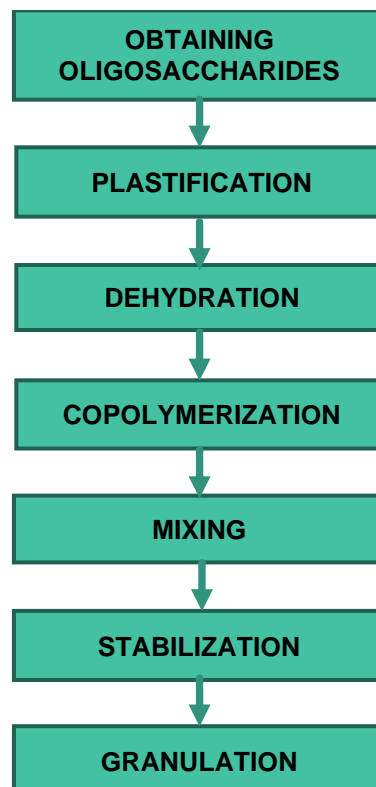 OBTAINING
OLIGOSACCHARIDES
PLASTIFICATION
DEHYDRATION
COPOLYMERIZATION
MIXING
STABILIZATION
GRANULATION